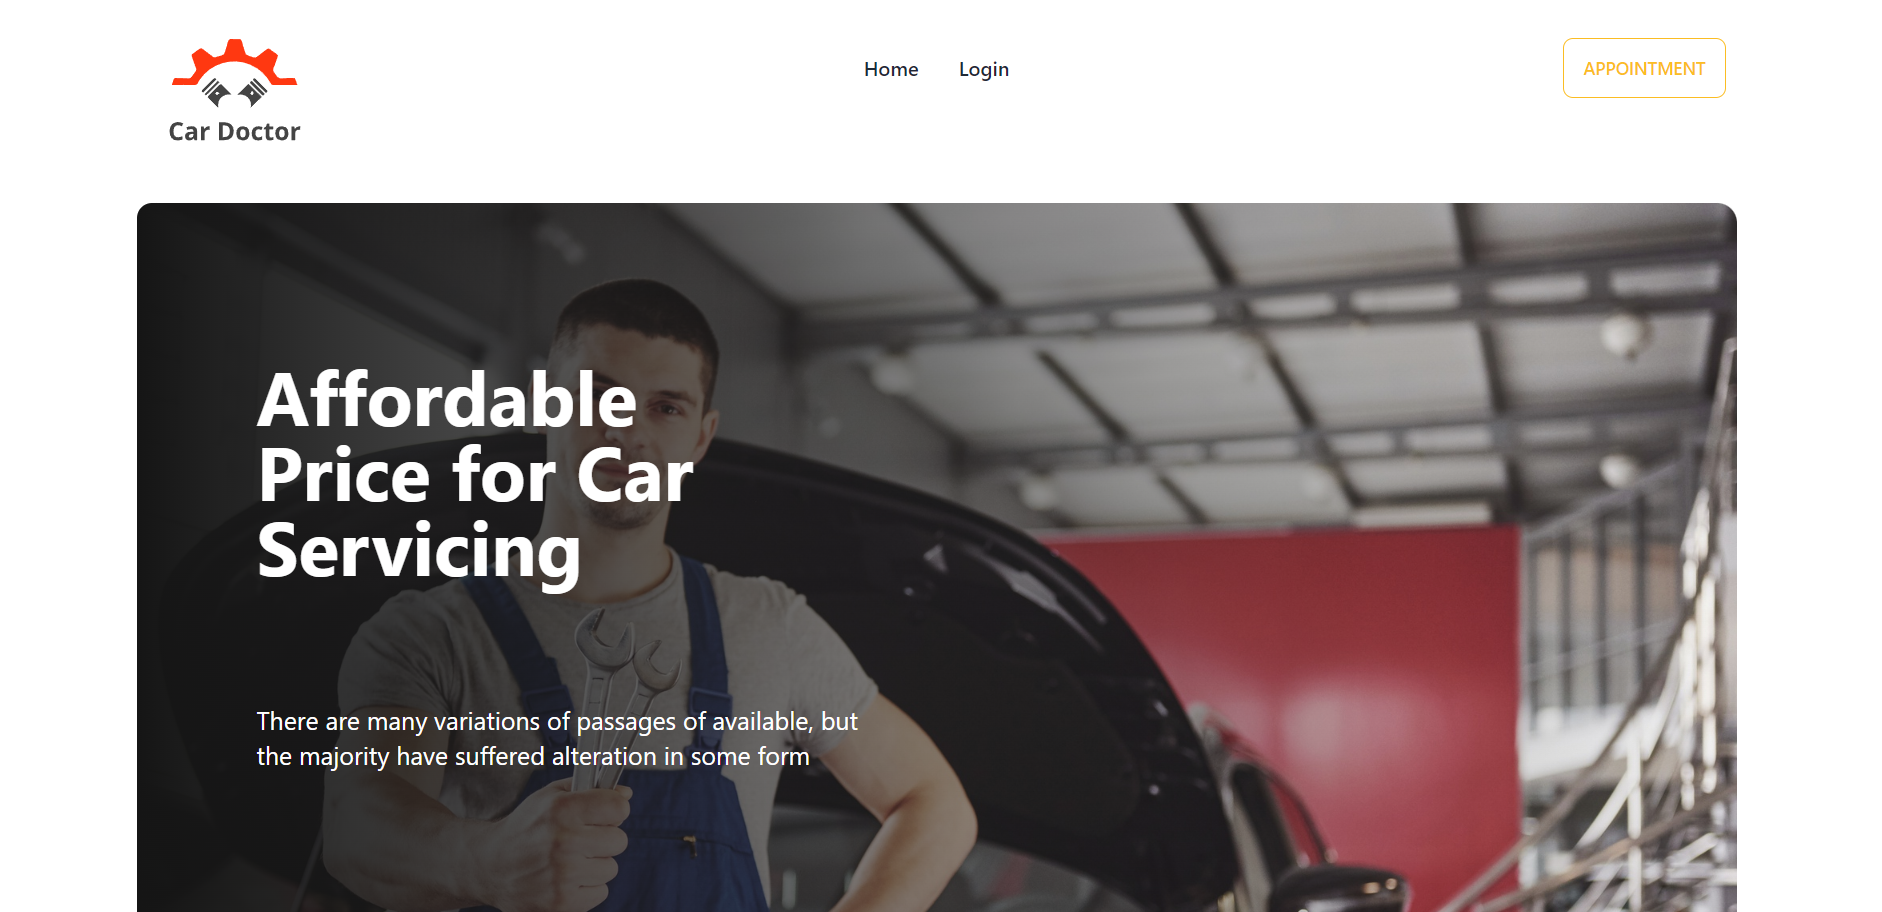 Car Doctor
Home
Login
APPOINTMENT
Affordable
Price for Car
Servicing
There are many variations of passages of available, but
the majority have suffered alteration in some form